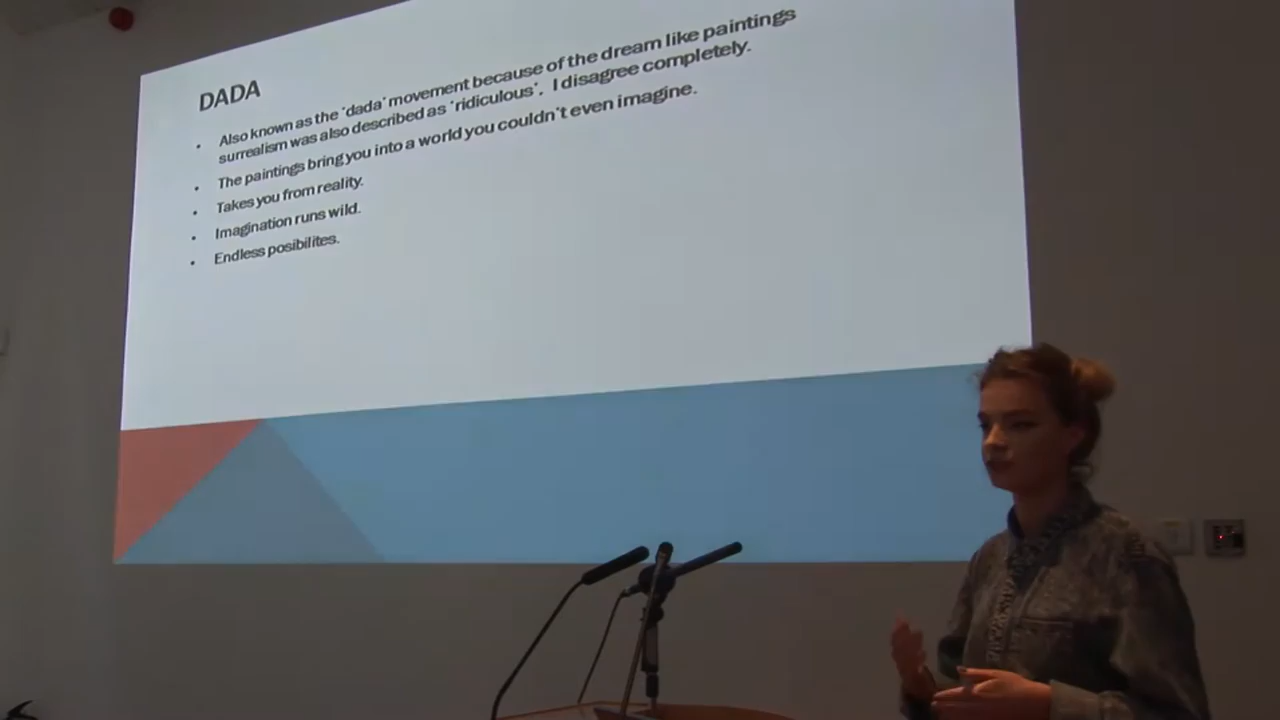 DADA
• Also known as the 'dada' movement because of the dream like paintings
surrealism was also described as 'ridiculous'. I disagree completely.
• The paintings bring you into a world you couldn't even imagine.
• Takes you from reality.
• Imagination runs wild.
• Endless posibilites.